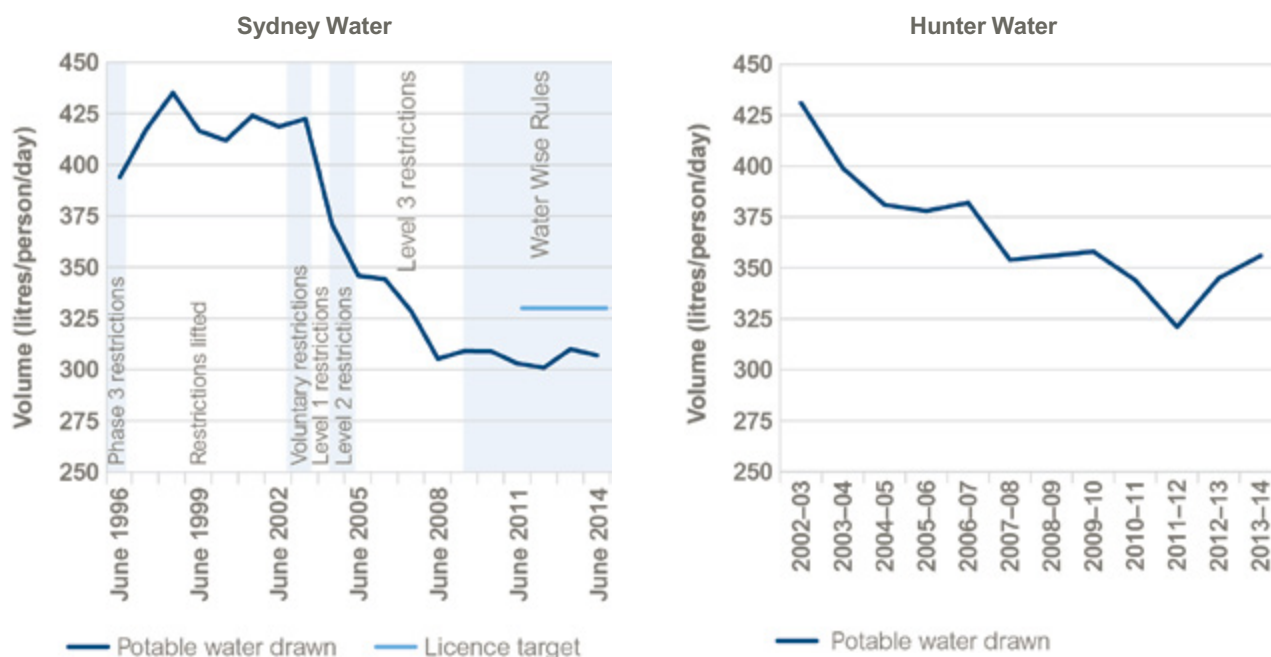 Sydney Water
Volume (litres/person/day)
450
425
400
375
350
325
300
275
250
Phase 3 restrictions
Restrictions lifted
Voluntary restrictions
Level 1 restrictions
Level 2 restrictions
Level 3 restrictions
Water Wise Rules
June 1996
June 1999
June 2002
June 2005
June 2008
June 2011
June 2014
Potable water drawn
Licence target
Hunter Water
Volume (litres/person/day)
450
425
400
375
350
325
300
275
250
2002–03
2003–04
2004–05
2005–06
2006–07
2007–08
2008–09
2009–10
2010–11
2011–12
2012–13
2013–14
Potable water drawn